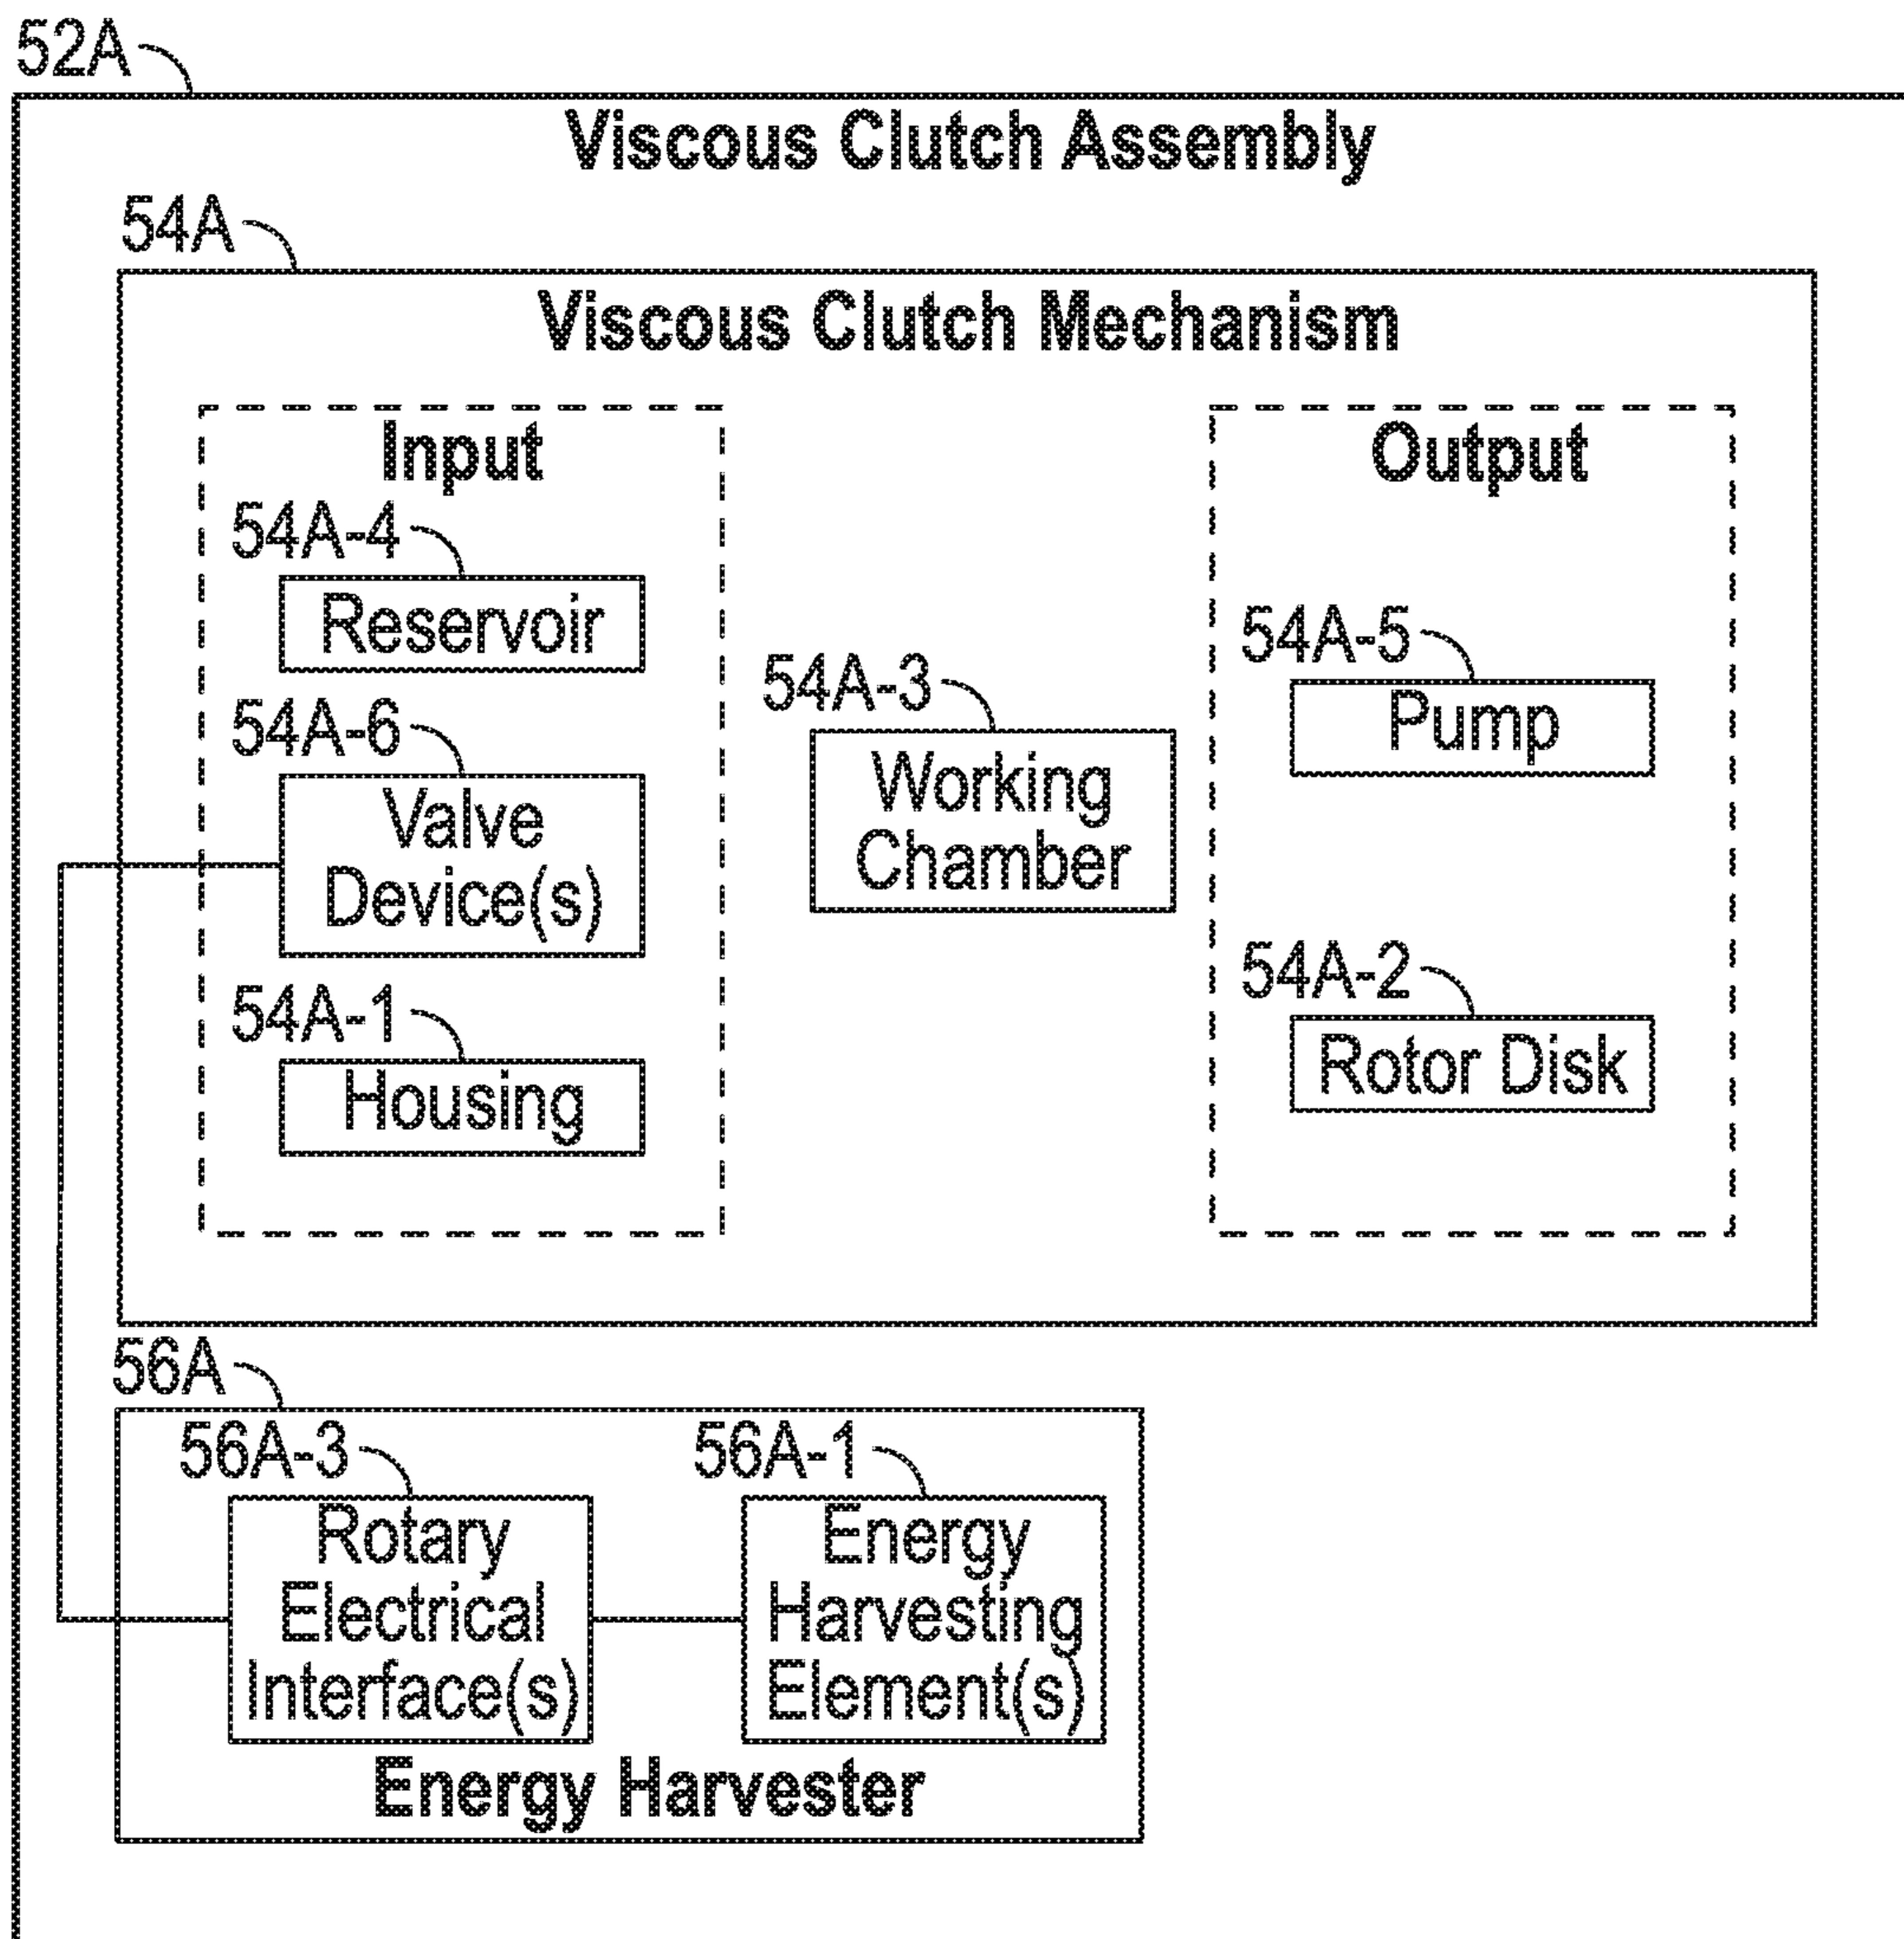 52A
Viscous Clutch Assembly
54A
Viscous Clutch Mechanism
Input
54A-4
Reservoir
54A-6
Valve
Device(s)
54A-1
Housing
54A-3
Working
Chamber
Output
54A-5
Pump
54A-2
Rotor Disk
56A
56A-3
Rotary
Electrical
Interface(s)
56A-1
Energy
Harvesting
Element(s)
Energy Harvester